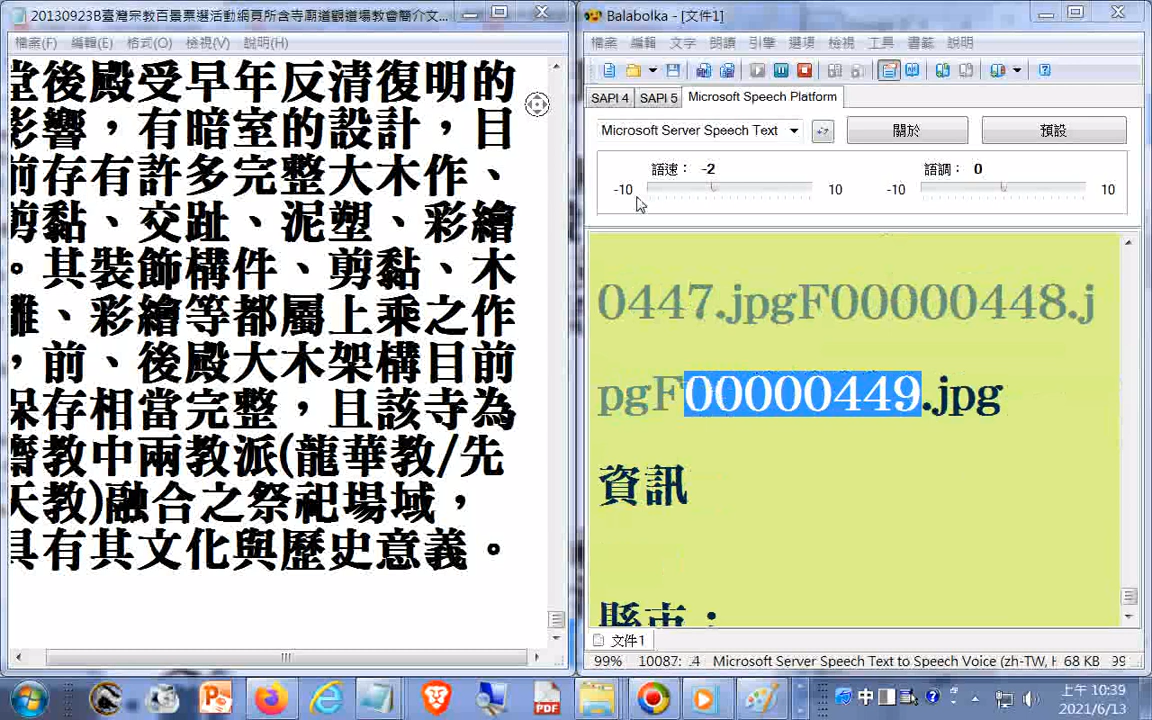 20130923B臺灣宗教百景票選活動網頁所含寺廟道觀道場教會簡介文...
檔案(F) 編輯(E) 格式(O) 檢視(V) 說明(H)
堂後殿受早年反清復明的
影響，有暗室的設計，目
前存有許多完整大木作、
剪黏、交趾、泥塑、彩繪
。其裝飾構件、剪黏、木
雕、彩繪等都屬上乘之作
，前、後殿大木架構目前
保存相當完整，且該寺為
齋教中兩教派(龍華教/先
天教)融合之祭祀場域，
具有其文化與歷史意義。
Balabolka - [文件1]
檔案 編輯 文字 朗讀 引擎 選項 檢視 工具 書籤 說明
SAPI 4 SAPI 5 Microsoft Speech Platform
Microsoft Server Speech Text 關於 預設
語速： -2 語調： 0
-10 10 -10 10
0447.jpgF00000448.j
pgF00000449.jpg
資訊
縣市：
文件1
99% 10087: .4 Microsoft Server Speech Text to Speech Voice (zh-TW, H 68 KB 99
中 上午 10:39
2021/6/13